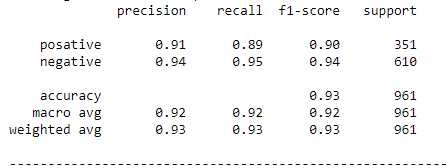 precision recall f1-score support
posative 0.91 0.89 0.90 351
negative 0.94 0.95 0.94 610
accuracy 0.93 961
macro avg 0.92 0.92 0.92 961
weighted avg 0.93 0.93 0.93 961
--------------------------------------------------------